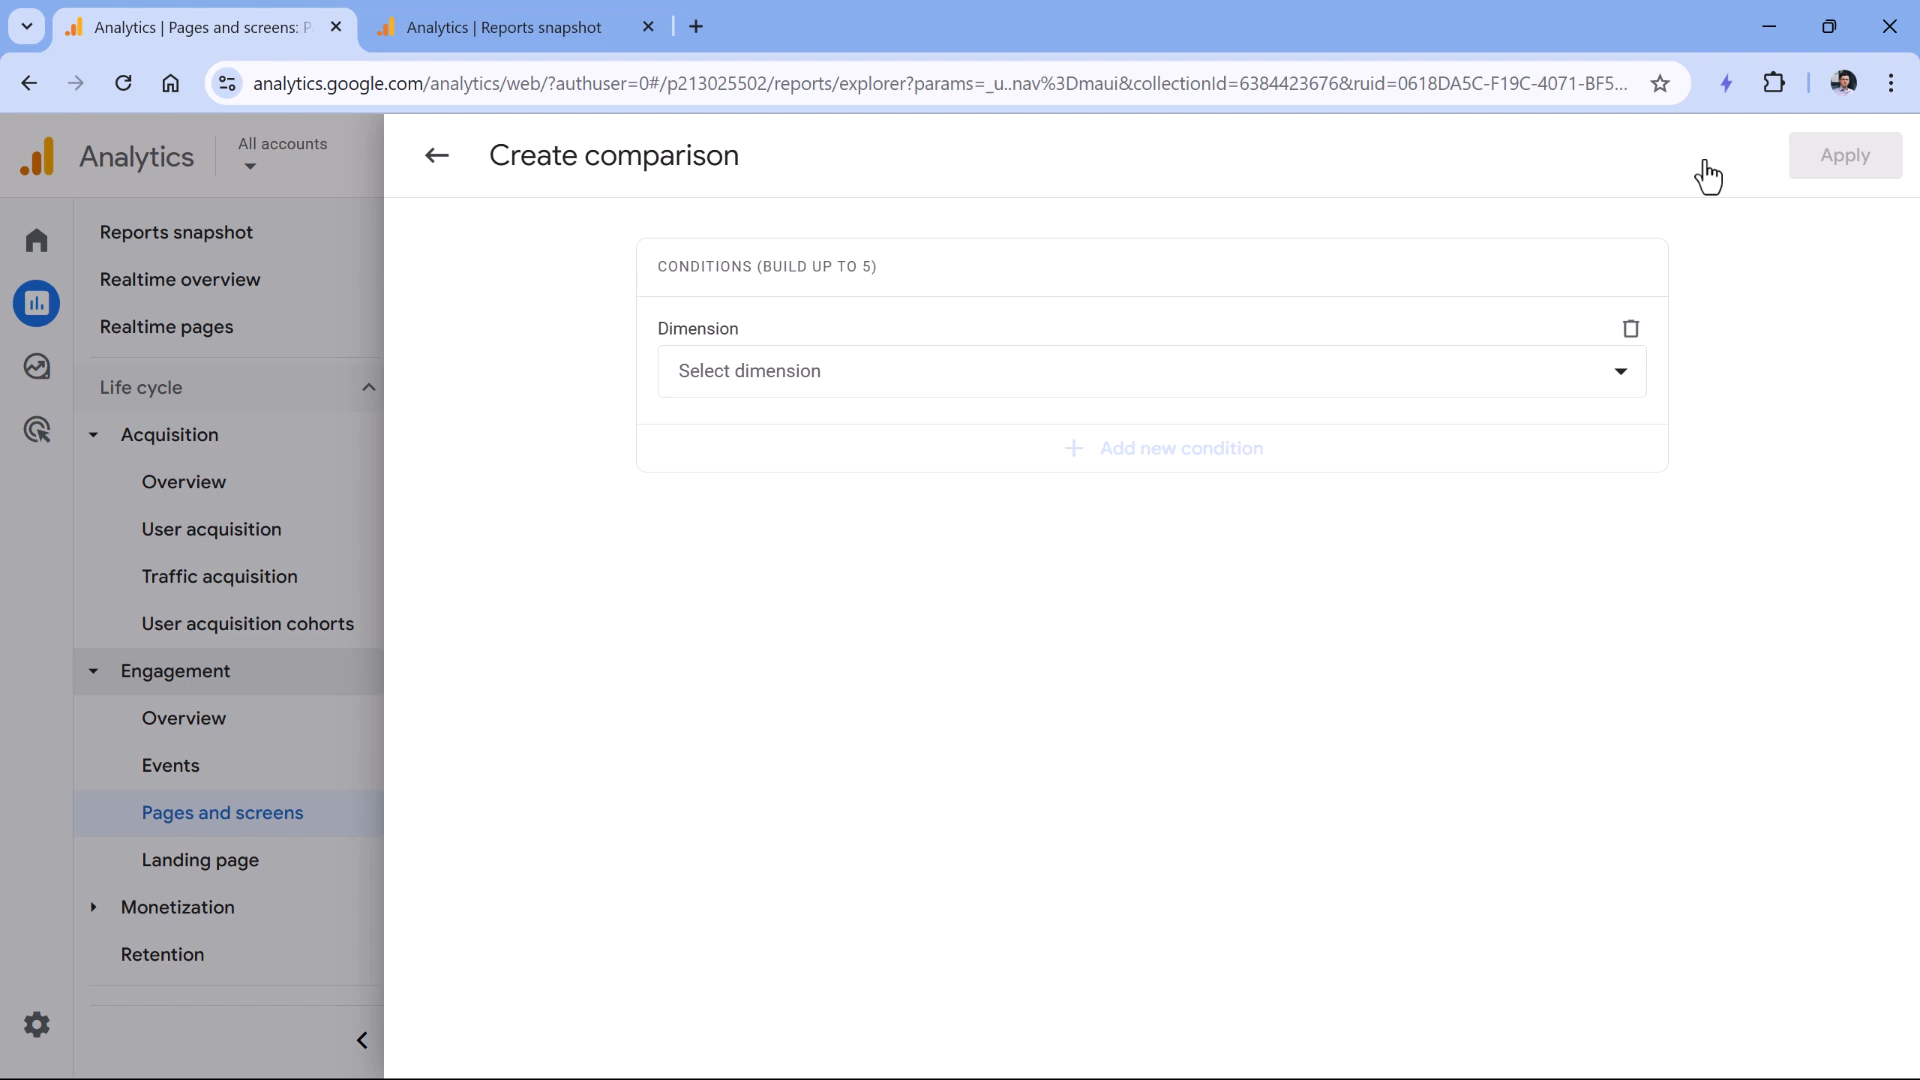 Analytics | Pages and screens: P
Analytics | Reports snapshot
analytics.google.com/analytics/web/?authuser=0#/p213025502/reports/explorer?params=_u..nav%3Dmaui&collectionId=6384423676&ruid=0618DA5C-F19C-4071-BF5...
Analytics
All accounts
Create comparison
Apply
Reports snapshot
Realtime overview
Realtime pages
Life cycle
Acquisition
Overview
User acquisition
Traffic acquisition
User acquisition cohorts
Engagement
Overview
Events
Pages and screens
Landing page
Monetization
Retention
CONDITIONS (BUILD UP TO 5)
Dimension
Select dimension
+ Add new condition